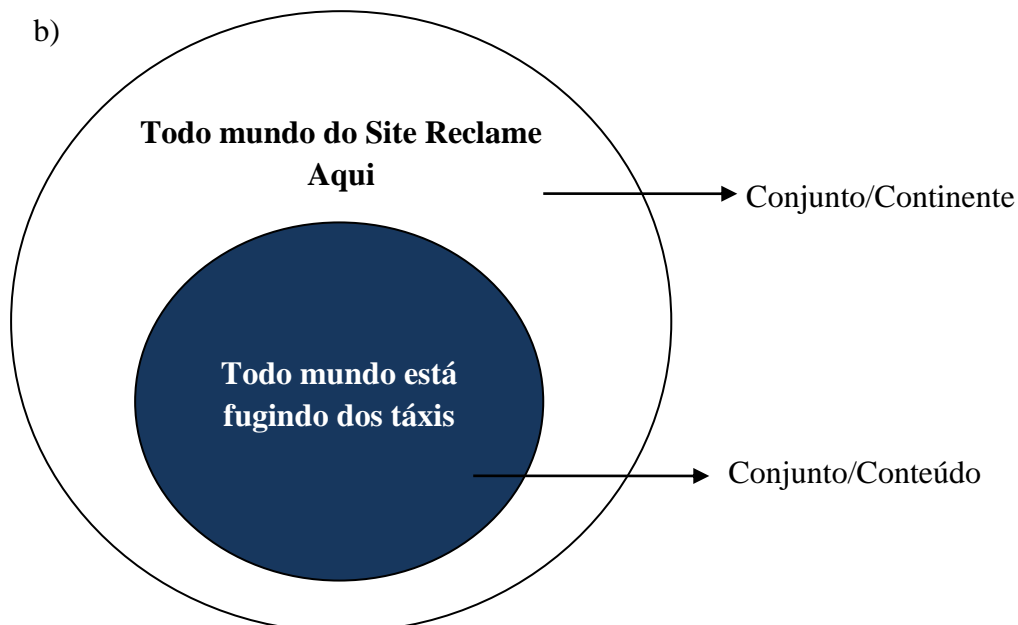 b)
Todo mundo do Site Reclame
Aqui
Conjunto/Continente
Todo mundo está
fugindo dos táxis
Conjunto/Conteúdo